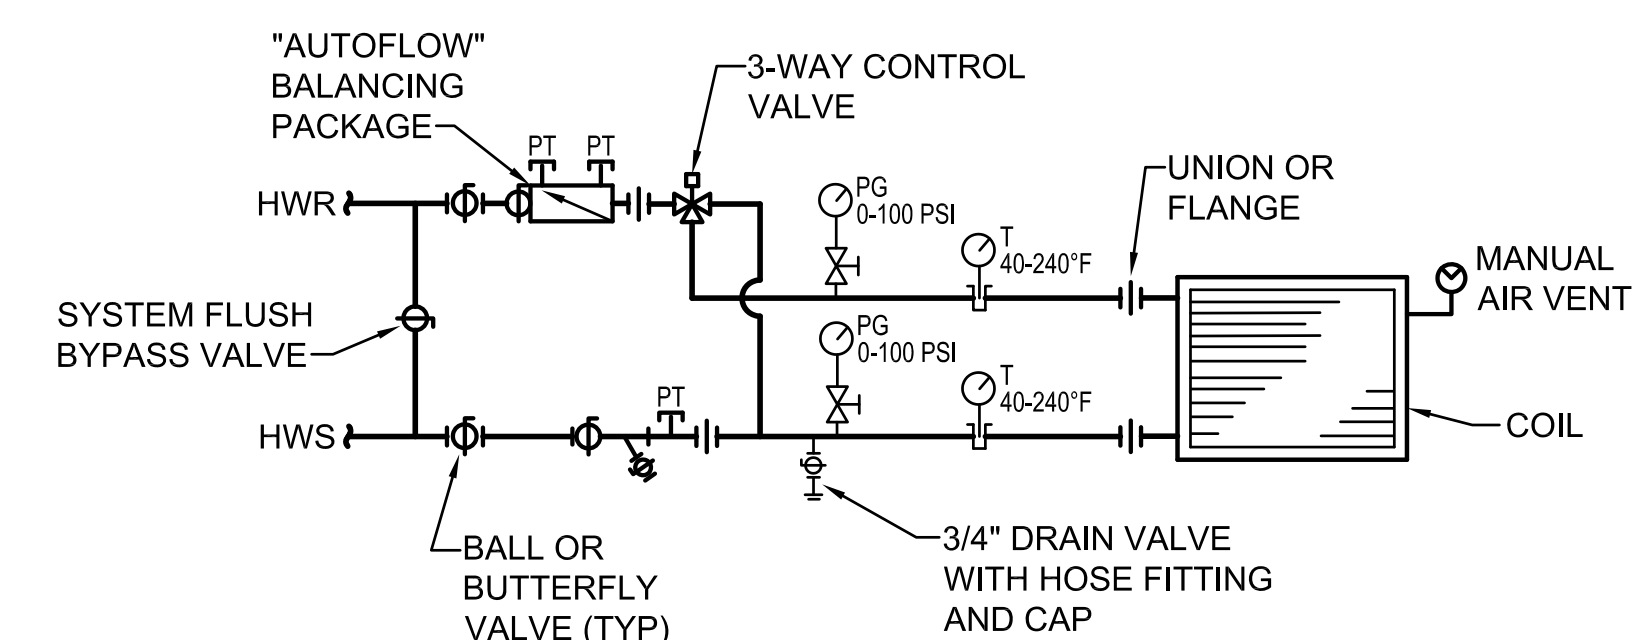 "AUTOFLOW"
BALANCING
PACKAGE
3-WAY CONTROL
VALVE
PT
PT
UNION OR
FLANGE
HWR
PG
0-100 PSI
T
40-240°F
MANUAL
AIR VENT
SYSTEM FLUSH
BYPASS VALVE
PG
0-100 PSI
T
40-240°F
PT
HWS
COIL
BALL OR
BUTTERFLY
VALVE (TYP)
3/4" DRAIN VALVE
WITH HOSE FITTING
AND CAP